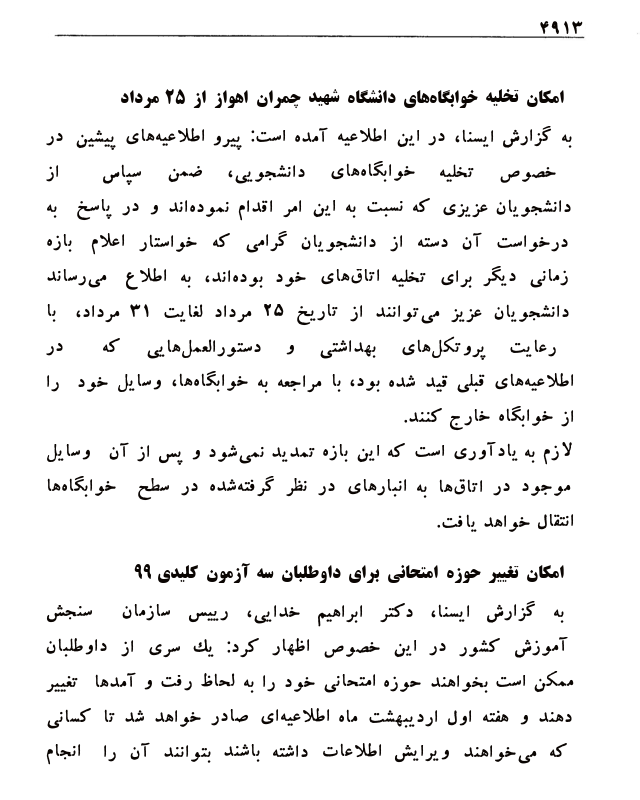 ۴۹۱۳
امکان تخلیه خوابگاه‌های دانشگاه شهید چمران اهواز از ۲۵ مرداد
به گزارش ایسنا، در این اطلاعیه آمده است: پیرو اطلاعیه‌های پیشین در
خصوص تخلیه خوابگاه‌های دانشجویی، ضمن سپاس از
دانشجویان عزیزی که نسبت به این امر اقدام نموده‌اند و در پاسخ به
درخواست آن دسته از دانشجویان گرامی که خواستار اعلام بازه
زمانی دیگر برای تخلیه اتاق‌های خود بوده‌اند، به اطلاع می‌رساند
دانشجویان عزیز می‌توانند از تاریخ ۲۵ مرداد لغایت ۳۱ مرداد، با
رعایت پروتکل‌های بهداشتی و دستورالعمل‌هایی که در
اطلاعیه‌های قبلی قید شده بود، با مراجعه به خوابگاه‌ها، وسایل خود را
از خوابگاه خارج کنند.
لازم به یادآوری است که این بازه تمدید نمی‌شود و پس از آن وسایل
موجود در اتاق‌ها به انبارهای در نظر گرفته‌شده در سطح خوابگاه‌ها
انتقال خواهد یافت.
امکان تغییر حوزه امتحانی برای داوطلبان سه آزمون کلیدی ۹۹
به گزارش ایسنا، دکتر ابراهیم خدایی، رییس سازمان سنجش
آموزش کشور در این خصوص اظهار کرد: یك سری از داوطلبان
ممکن است بخواهند حوزه امتحانی خود را به لحاظ رفت و آمدها تغییر
دهند و هفته اول اردیبهشت ماه اطلاعیه‌ای صادر خواهد شد تا کسانی
که می‌خواهند ویرایش اطلاعات داشته باشند بتوانند آن را انجام